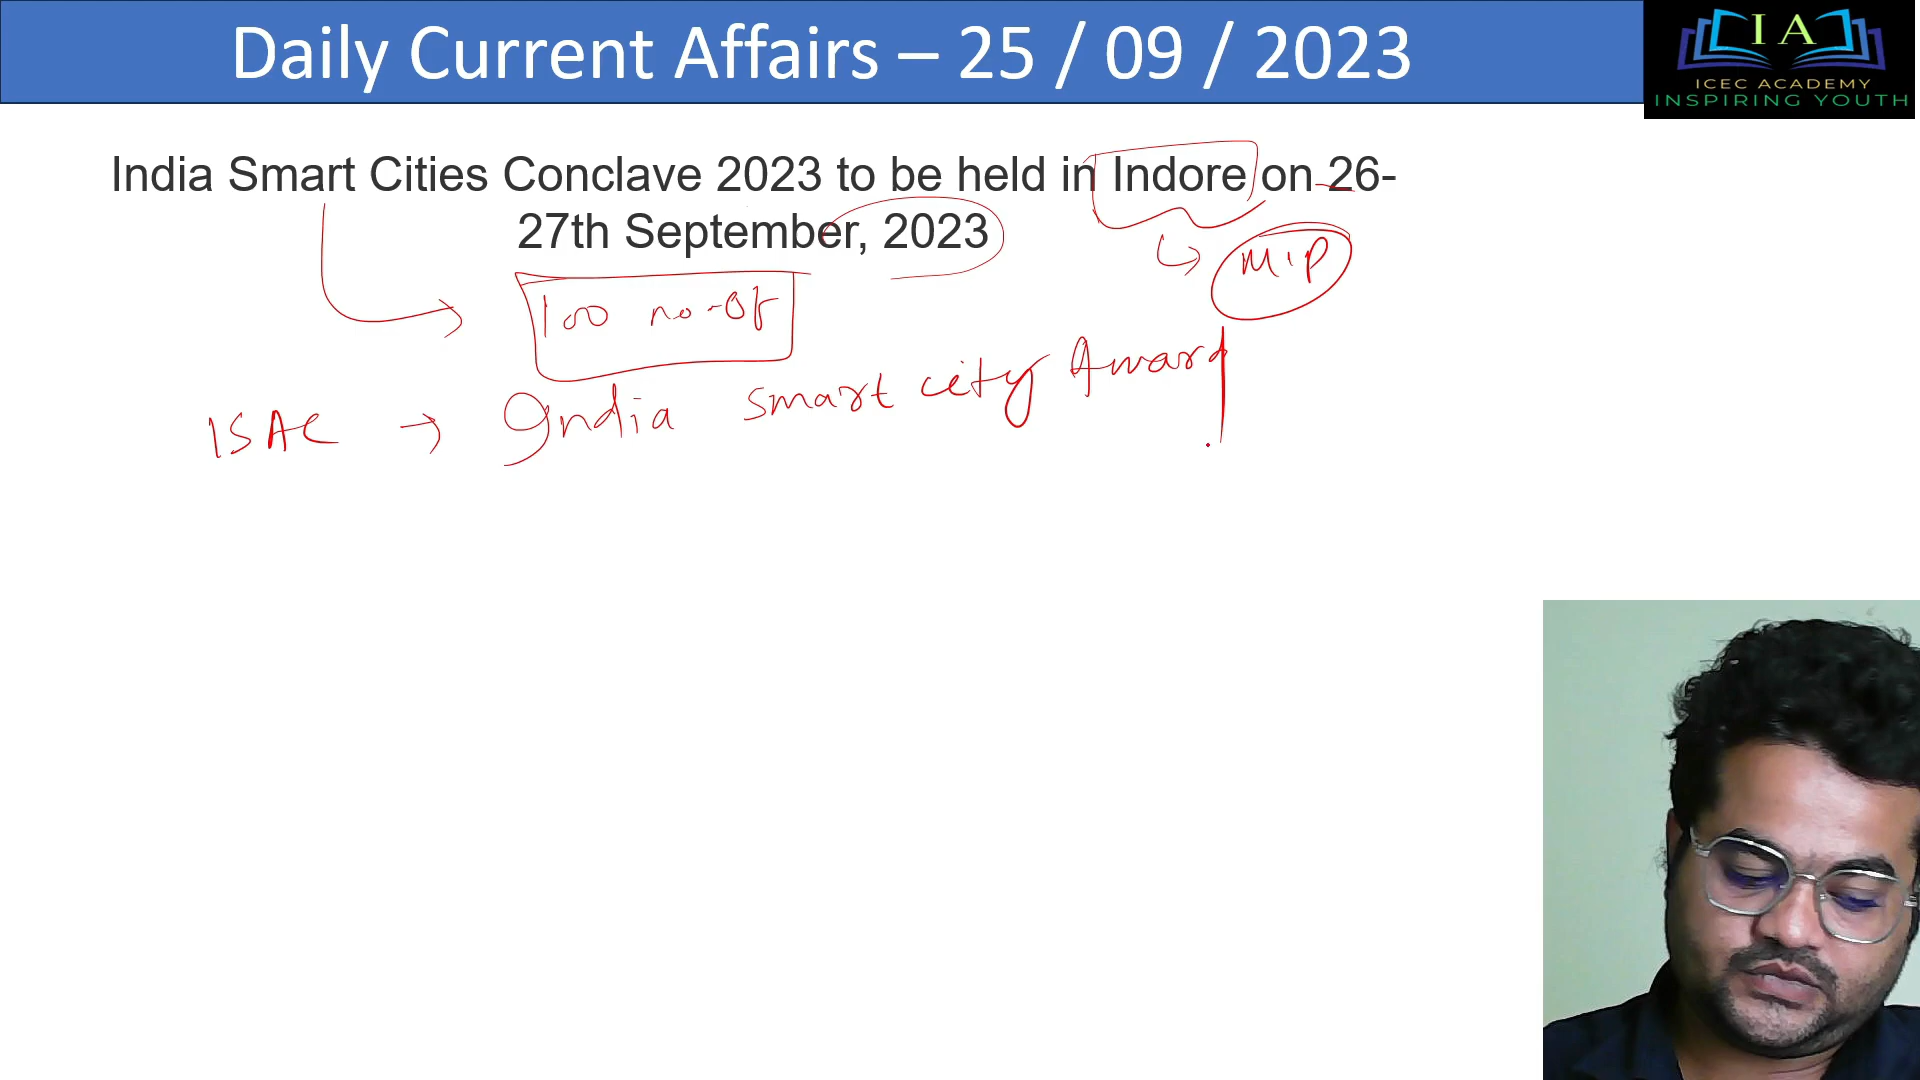 Daily Current Affairs – 25 / 09 / 2023
I A
ICEC ACADEMY
INSPIRING YOUTH
India Smart Cities Conclave 2023 to be held in Indore on 26-
27th September, 2023
M.P
100 no. of
ISAC → India smart city Award